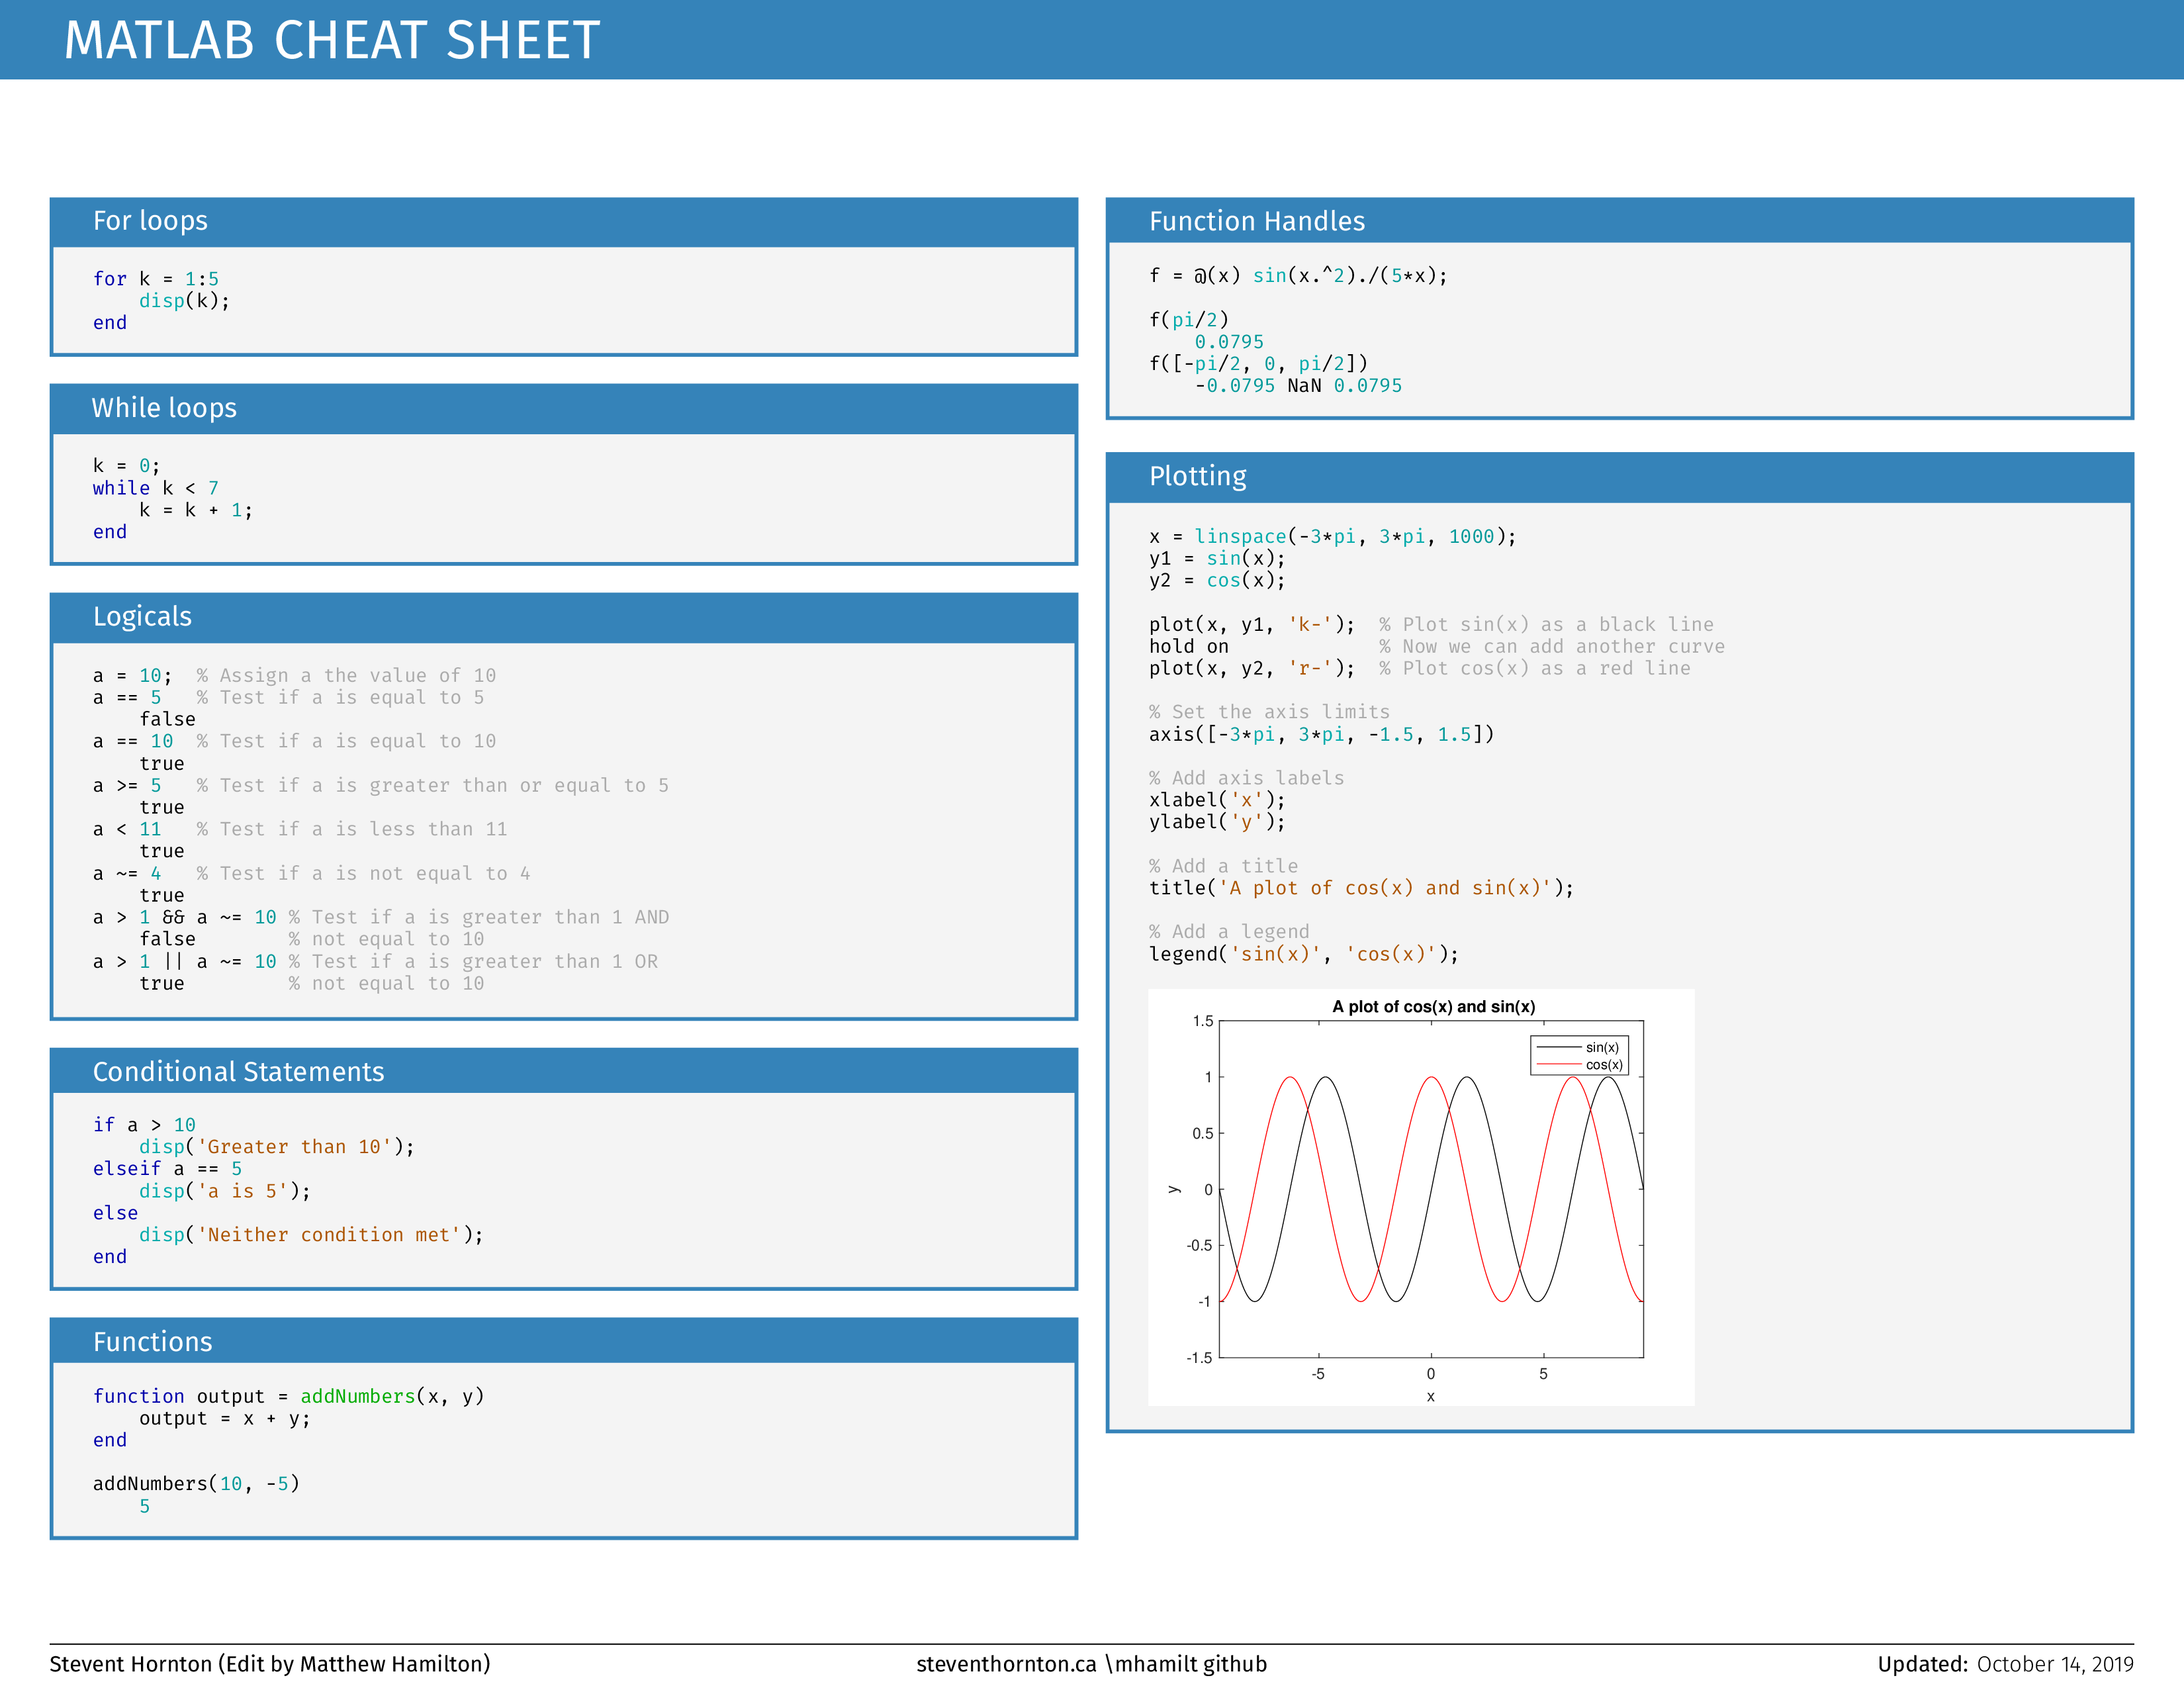 MATLAB CHEAT SHEET
For loops
for k = 1:5
    disp(k);
end
While loops
k = 0;
while k < 7
    k = k + 1;
end
Logicals
a = 10;  % Assign a the value of 10
a == 5   % Test if a is equal to 5
    false
a == 10  % Test if a is equal to 10
    true
a >= 5   % Test if a is greater than or equal to 5
    true
a < 11   % Test if a is less than 11
    true
a ~= 4   % Test if a is not equal to 4
    true
a > 1 && a ~= 10 % Test if a is greater than 1 AND
    false        % not equal to 10
a > 1 || a ~= 10 % Test if a is greater than 1 OR
    true         % not equal to 10
Conditional Statements
if a > 10
    disp('Greater than 10');
elseif a == 5
    disp('a is 5');
else
    disp('Neither condition met');
end
Functions
function output = addNumbers(x, y)
    output = x + y;
end
addNumbers(10, -5)
    5
Function Handles
f = @(x) sin(x.^2)./(5*x);
f(pi/2)
    0.0795
f([-pi/2, 0, pi/2])
    -0.0795 NaN 0.0795
Plotting
x = linspace(-3*pi, 3*pi, 1000);
y1 = sin(x);
y2 = cos(x);
plot(x, y1, 'k-');  % Plot sin(x) as a black line
hold on             % Now we can add another curve
plot(x, y2, 'r-');  % Plot cos(x) as a red line
% Set the axis limits
axis([-3*pi, 3*pi, -1.5, 1.5])
% Add axis labels
xlabel('x');
ylabel('y');
% Add a title
title('A plot of cos(x) and sin(x)');
% Add a legend
legend('sin(x)', 'cos(x)');
A plot of cos(x) and sin(x)
1.5
sin(x)
cos(x)
1
0.5
y
0
-0.5
-1
-1.5
-5 0 5
x
Stevent Hornton (Edit by Matthew Hamilton)
steventhornton.ca \mhamilt github
Updated: October 14, 2019